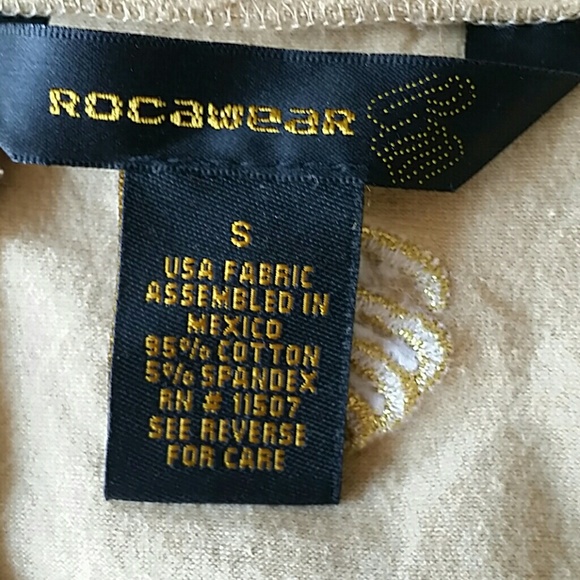 Rocawear
S
USA FABRIC
ASSEMBLED IN
MEXICO
95% COTTON
5% SPANDEX
RN # 11507
SEE REVERSE
FOR CARE